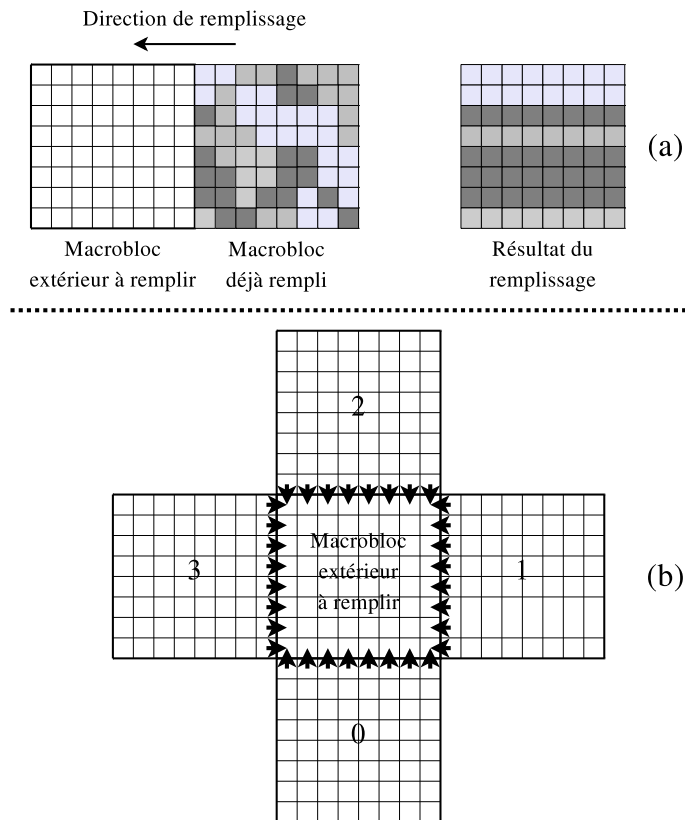 Direction de remplissage
(a)
Macrobloc
extérieur à remplir
Macrobloc
déjà rempli
Résultat du
remplissage
2
3
Macrobloc
extérieur
à remplir
1
(b)
0